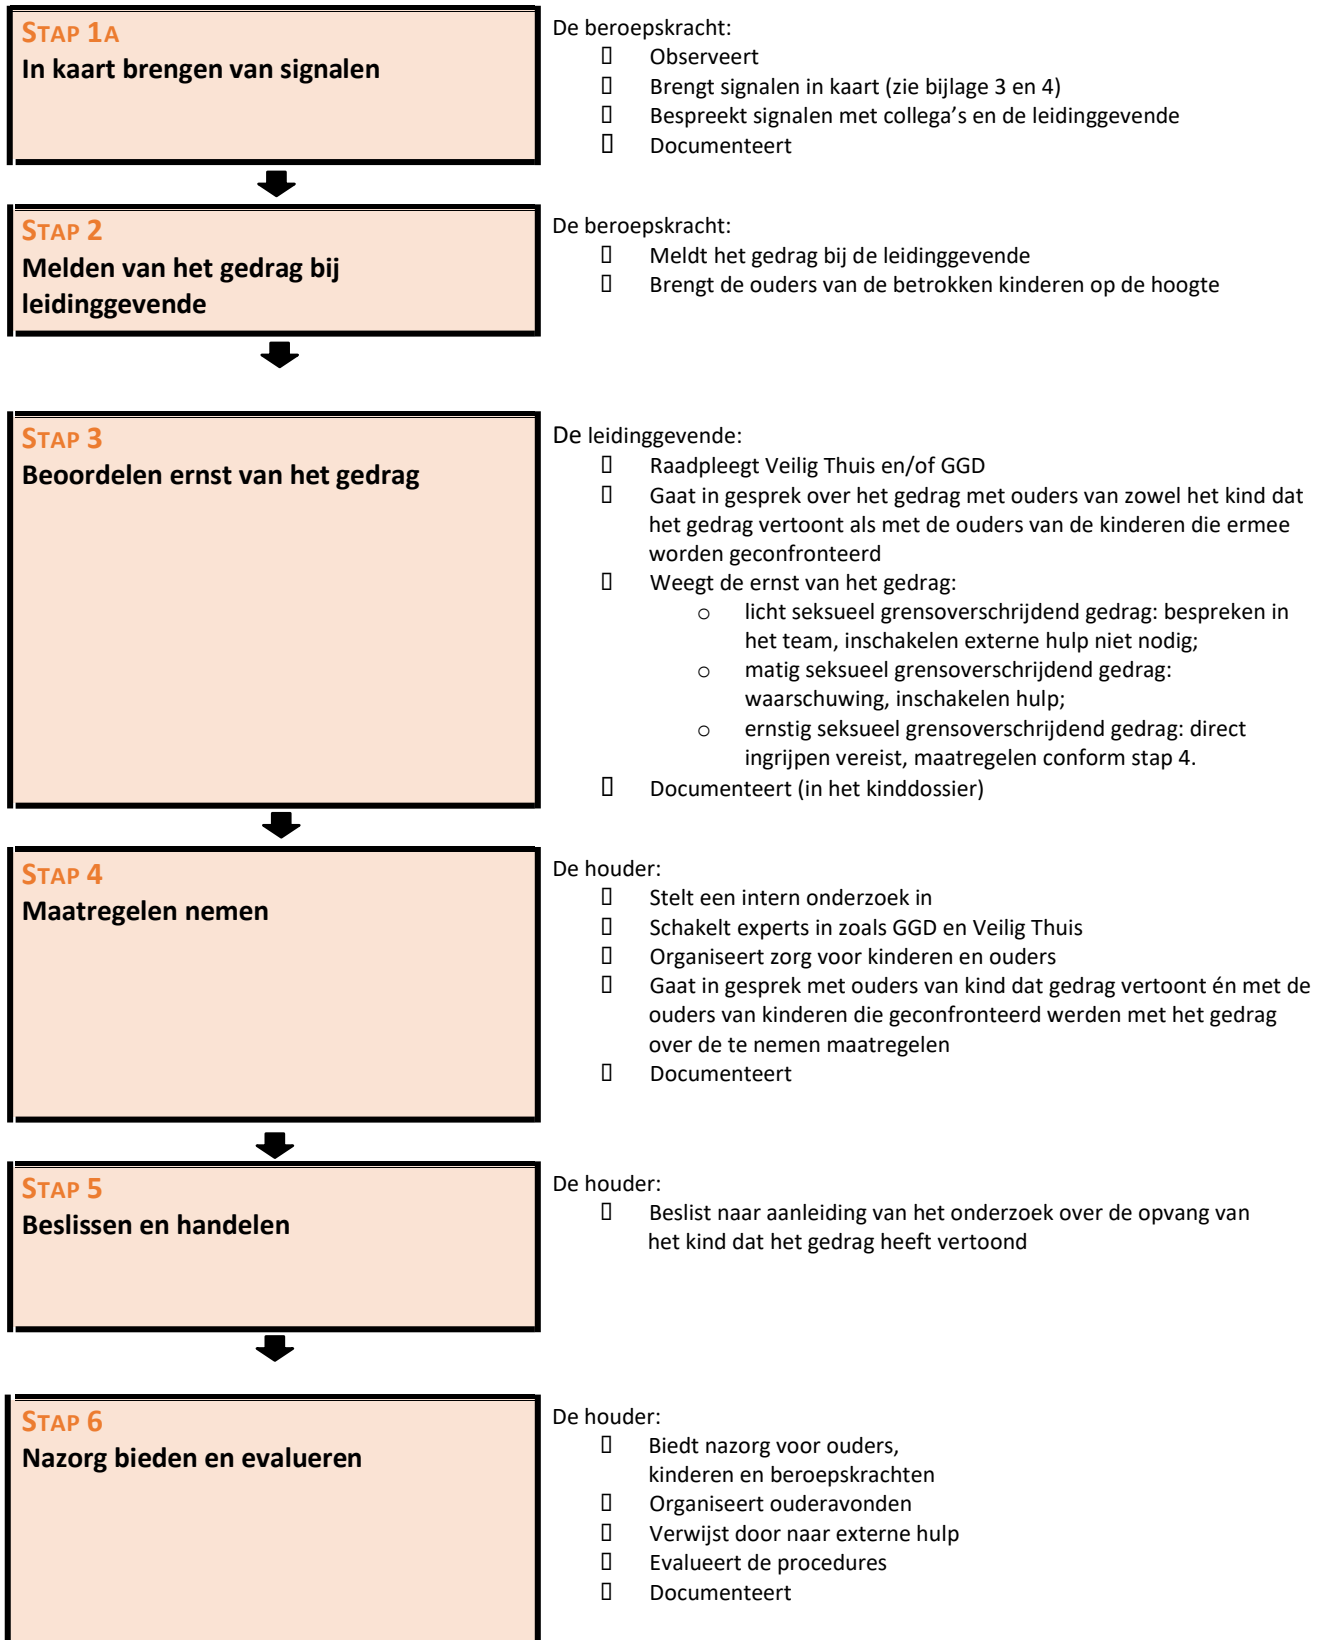 STAP 1A
In kaart brengen van signalen
De beroepskracht:
Observeert
Brengt signalen in kaart (zie bijlage 3 en 4)
Bespreekt signalen met collega's en de leidinggevende
Documenteert
STAP 2
Melden van het gedrag bij
leidinggevende
De beroepskracht:
Meldt het gedrag bij de leidinggevende
Brengt de ouders van de betrokken kinderen op de hoogte
STAP 3
Beoordelen ernst van het gedrag
De leidinggevende:
Raadpleegt Veilig Thuis en/of GGD
Gaat in gesprek over het gedrag met ouders van zowel het kind dat
het gedrag vertoont als met de ouders van de kinderen die ermee
worden geconfronteerd
Weegt de ernst van het gedrag:
o licht seksueel grensoverschrijdend gedrag: bespreken in
het team, inschakelen externe hulp niet nodig;
o matig seksueel grensoverschrijdend gedrag:
waarschuwing, inschakelen hulp;
o ernstig seksueel grensoverschrijdend gedrag: direct
ingrijpen vereist, maatregelen conform stap 4.
Documenteert (in het kinddossier)
STAP 4
Maatregelen nemen
De houder:
Stelt een intern onderzoek in
Schakelt experts in zoals GGD en Veilig Thuis
Organiseert zorg voor kinderen en ouders
Gaat in gesprek met ouders van kind dat gedrag vertoont én met de
ouders van kinderen die geconfronteerd werden met het gedrag
over de te nemen maatregelen
Documenteert
STAP 5
Beslissen en handelen
De houder:
Beslist naar aanleiding van het onderzoek over de opvang van
het kind dat het gedrag heeft vertoond
STAP 6
Nazorg bieden en evalueren
De houder:
Biedt nazorg voor ouders,
kinderen en beroepskrachten
Organiseert ouderavonden
Verwijst door naar externe hulp
Evalueert de procedures
Documenteert